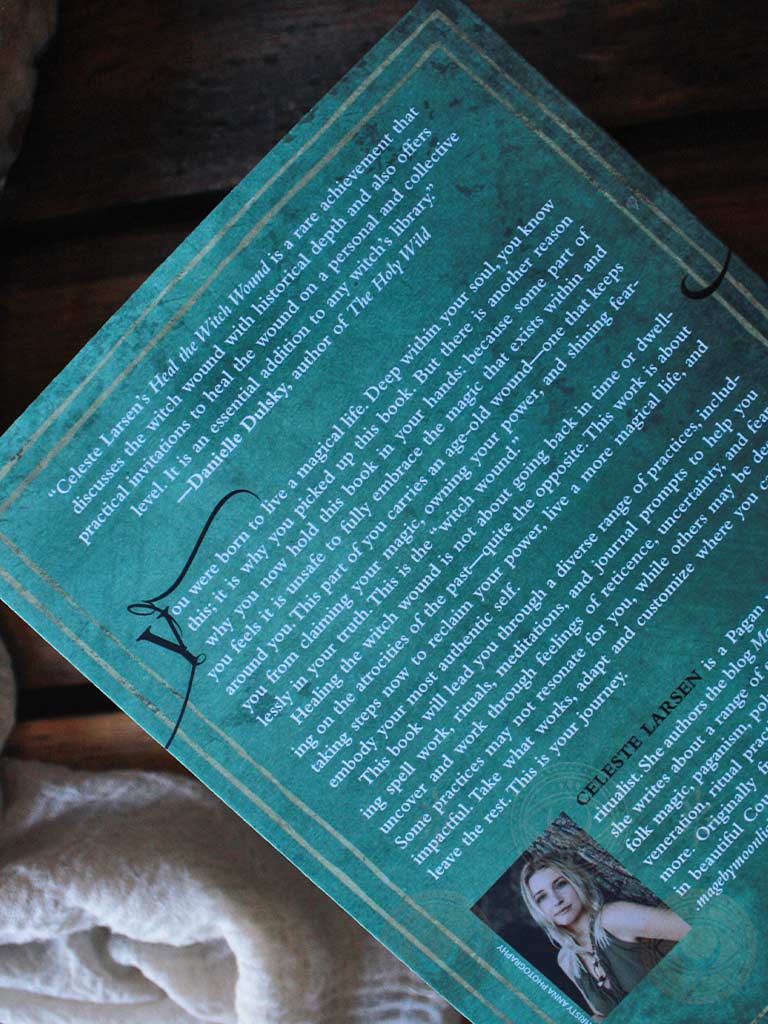 “Celeste Larsen’s Heal the Witch Wound is a rare achievement that
discusses the witch wound with historical depth and also offers
practical invitations to heal the wound on a personal and collective
level. It is an essential addition to any witch’s library.”
—Danielle Dulsky, author of The Holy Wild
You were born to live a magical life. Deep within your soul, you know
this; it is why you picked up this book. But there is another reason
why you now hold this book in your hands: because some part of
you feels it is unsafe to fully embrace the magic that exists within and
around you. This part of you carries an age-old wound—one that keeps
you from claiming your magic, owning your power, and shining fear-
lessly in your truth. This is the “witch wound.”
Healing the witch wound is not about going back in time or dwell-
ing on the atrocities of the past—quite the opposite. This work is about
taking steps now to reclaim your power, live a more magical life, and
embody your most authentic self.
This book will lead you through a diverse range of practices, includ-
ing spell work, rituals, meditations, and journal prompts to help you
uncover and work through feelings of reticence, uncertainty, and
Some practices may not resonate for you, while others may be
impactful. Take what works, adapt and customize where you
leave the rest. This is your journey.
CELESTE LARSEN is a Pagan
ritualist. She authors the blog
she writes about a range of
folk magic, paganism,
veneration, ritual
more. Originally
in beautiful
ANNA PHOTOGRAPHY